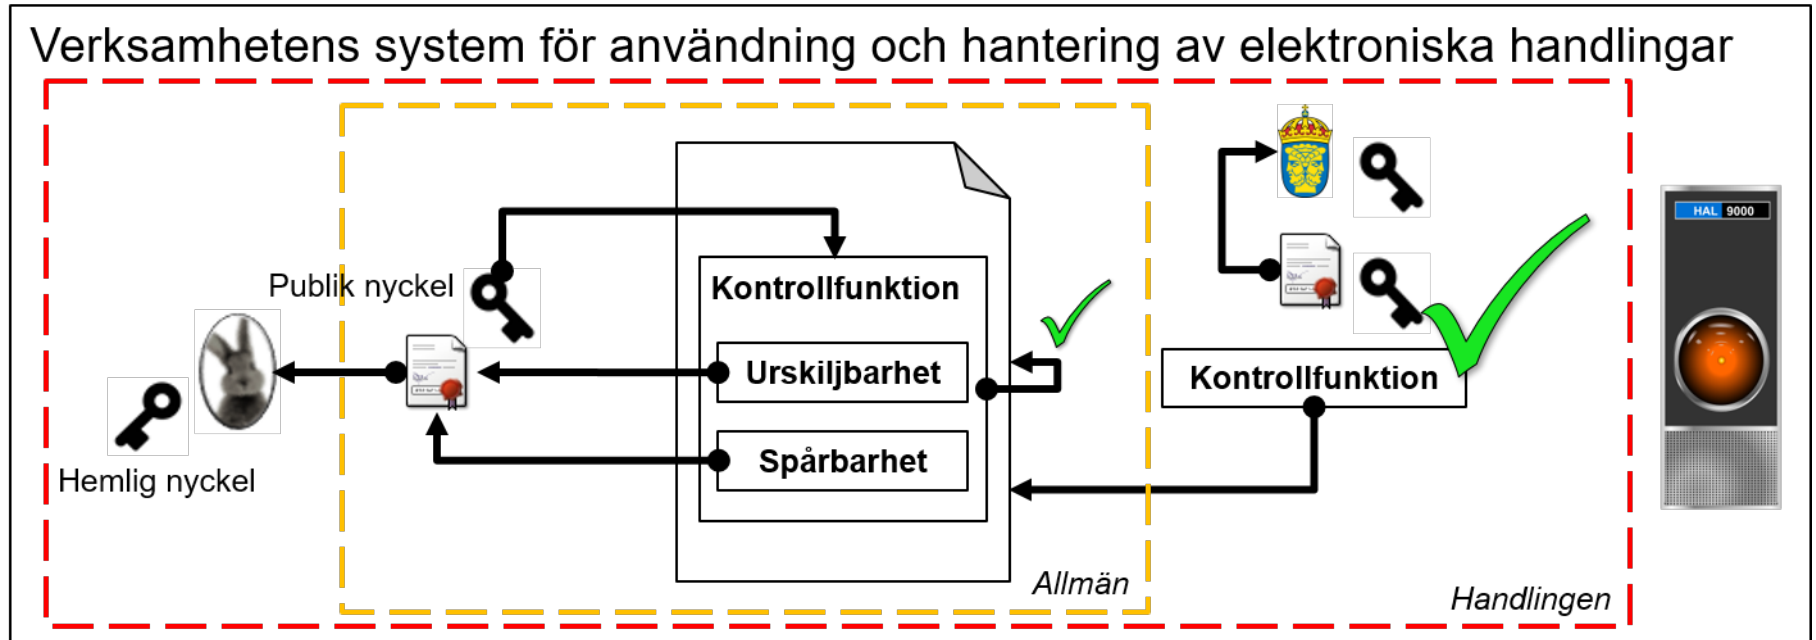 Verksamhetens system för användning och hantering av elektroniska handlingar
HAL 9000
Publik nyckel
Kontrollfunktion
Urskiljbarhet
Kontrollfunktion
Spårbarhet
Hemlig nyckel
Allmän
Handlingen